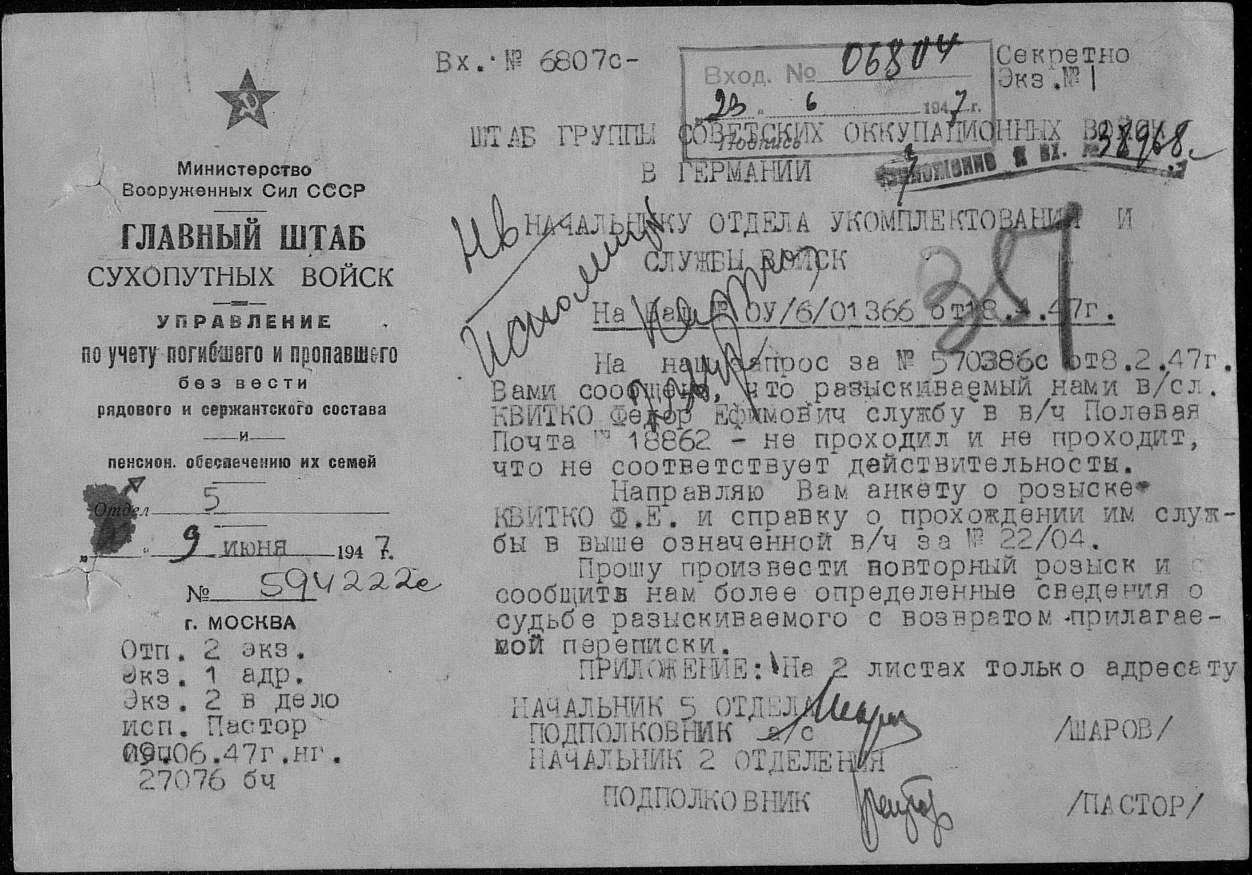 Министерство
Вооруженных Сил СССР
ГЛАВНЫЙ ШТАБ
СУХОПУТНЫХ ВОЙСК
УПРАВЛЕНИЕ
по учету погибшего и пропавшего
без вести
рядового и сержантского состава
и
пенсион. обеспечению их семей
Отдел 5
" 9 июня 1947 г.
№ 594222с
г. МОСКВА
Отп. 2 экз.
Экз. 1 адр.
Экз. 2 в дело
исп. Пастор
09.06.47г.нг.
27076 бч
Вх. № 6807с-
Вход. № 06804
"23" 6 1947 г.
Подпись
Секретно
Экз.№ 1
ШТАБ ГРУППЫ СОВЕТСКИХ ОККУПАЦИОННЫХ ВОЙСК
В ГЕРМАНИИ
ПРИЛОЖЕНИЕ К ВХ. № 38968с
НАЧАЛЬНИКУ ОТДЕЛА УКОМПЛЕКТОВАНИЯ И
СЛУЖБЫ ВОЙСК
На Ваш № ОУ/6/01366 от18.4.47г.
На наш запрос за № 570386с от8.2.47г.
Вами сообщено, что разыскиваемый нами в/сл.
КВИТКО Федор Ефимович службу в в/ч Полевая
Почта № 18862 - не проходил и не проходит,
что не соответствует действительности.
Направляю Вам анкету о розыске
КВИТКО Ф.Е. и справку о прохождении им служ-
бы в выше означенной в/ч за № 22/04.
Прошу произвести повторный розыск и
сообщить нам более определенные сведения о
судьбе разыскиваемого с возвратом прилагае-
мой переписки.
ПРИЛОЖЕНИЕ: На 2 листах только адресату
НАЧАЛЬНИК 5 ОТДЕЛА
ПОДПОЛКОВНИК а/с /ШАРОВ/
НАЧАЛЬНИК 2 ОТДЕЛЕНИЯ
ПОДПОЛКОВНИК /ПАСТОР/